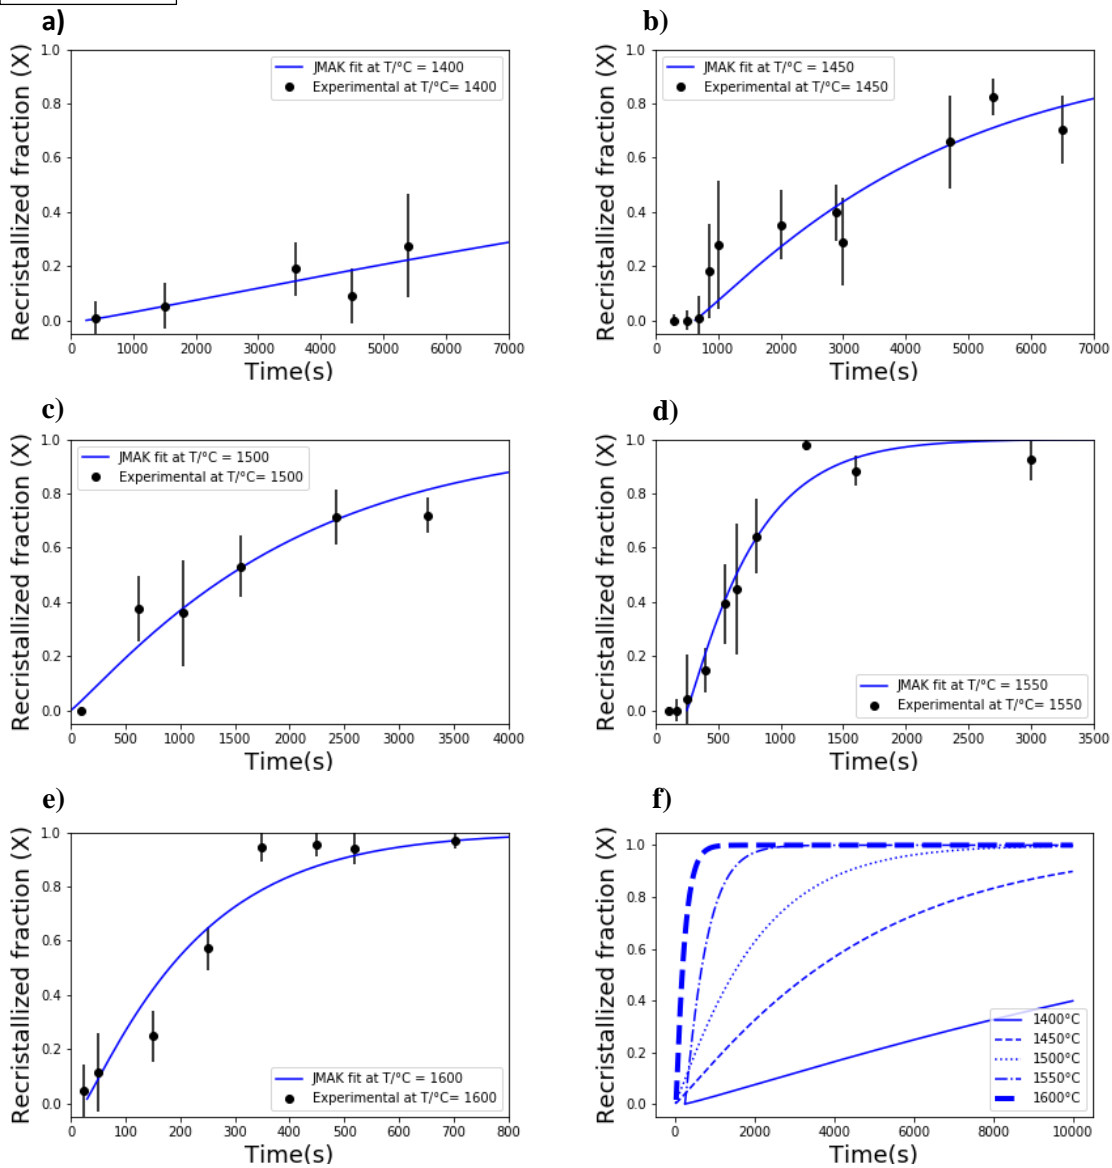 a)
Recristallized fraction (X)
1.0
0.8
0.6
0.4
0.2
0.0
JMAK fit at T/°C = 1400
Experimental at T/°C= 1400
0 1000 2000 3000 4000 5000 6000 7000
Time(s)
b)
Recristallized fraction (X)
1.0
0.8
0.6
0.4
0.2
0.0
JMAK fit at T/°C = 1450
Experimental at T/°C= 1450
0 1000 2000 3000 4000 5000 6000 7000
Time(s)
c)
Recristallized fraction (X)
1.0
0.8
0.6
0.4
0.2
0.0
JMAK fit at T/°C = 1500
Experimental at T/°C= 1500
0 500 1000 1500 2000 2500 3000 3500 4000
Time(s)
d)
Recristallized fraction (X)
1.0
0.8
0.6
0.4
0.2
0.0
JMAK fit at T/°C = 1550
Experimental at T/°C= 1550
0 500 1000 1500 2000 2500 3000 3500
Time(s)
e)
Recristallized fraction (X)
1.0
0.8
0.6
0.4
0.2
0.0
JMAK fit at T/°C = 1600
Experimental at T/°C= 1600
0 100 200 300 400 500 600 700 800
Time(s)
f)
Recristallized fraction (X)
1.0
0.8
0.6
0.4
0.2
0.0
1400°C
1450°C
1500°C
1550°C
1600°C
0 2000 4000 6000 8000 10000
Time(s)